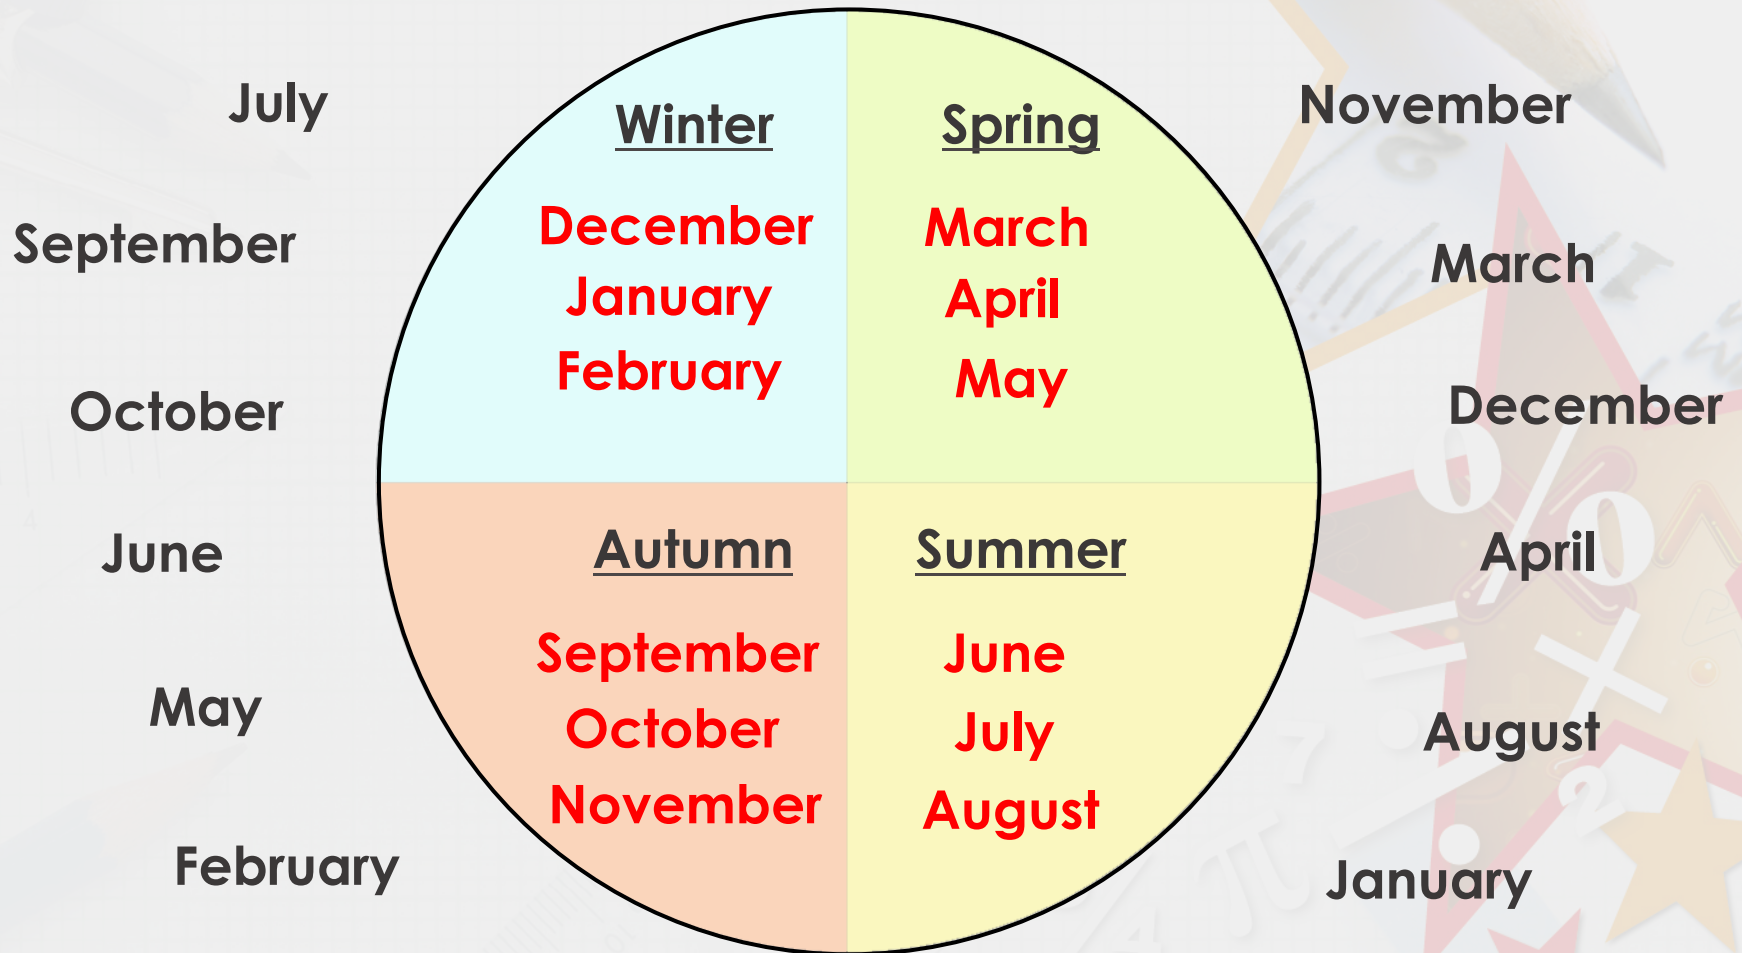 July
September
October
June
May
February
Winter
December
January
February
Spring
March
April
May
Autumn
September
October
November
Summer
June
July
August
November
March
December
April
August
January